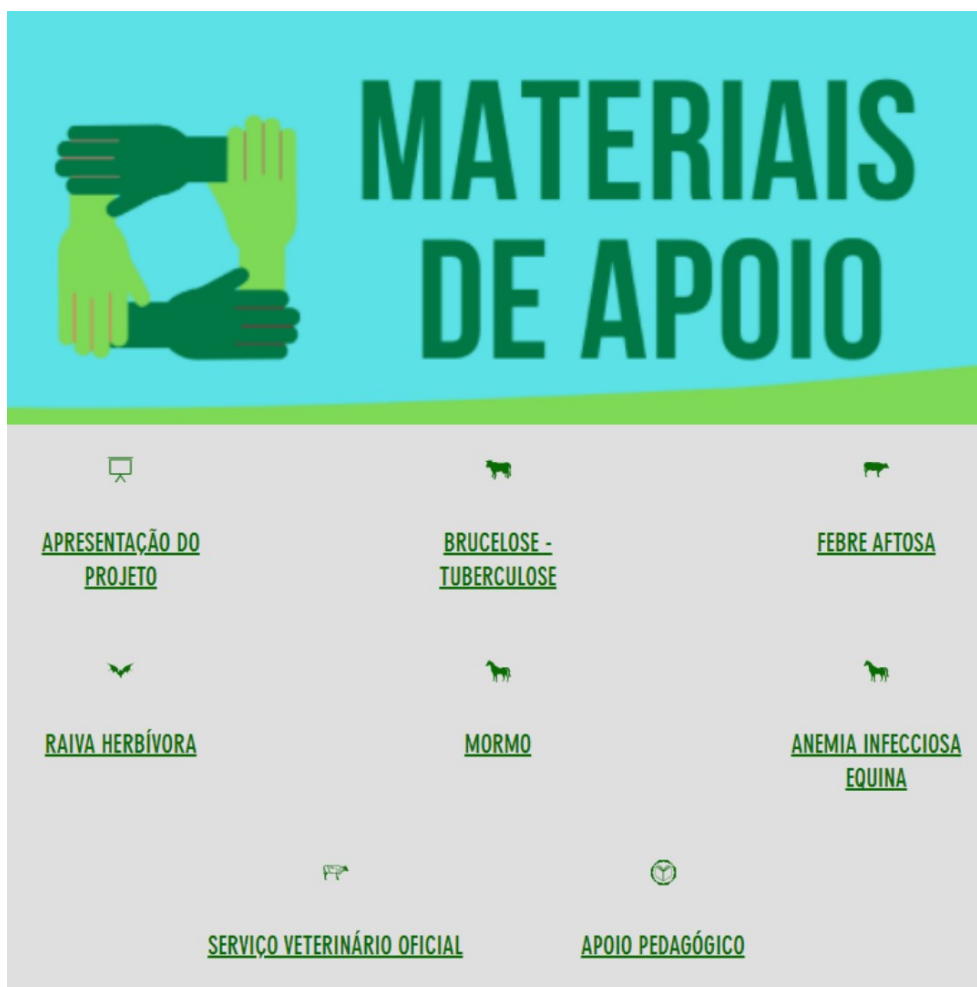 MATERIAIS
DE APOIO
APRESENTAÇÃO DO
PROJETO
BRUCELOSE -
TUBERCULOSE
FEBRE AFTOSA
RAIVA HERBÍVORA
MORMO
ANEMIA INFECCIOSA
EQUINA
SERVIÇO VETERINÁRIO OFICIAL
APOIO PEDAGÓGICO